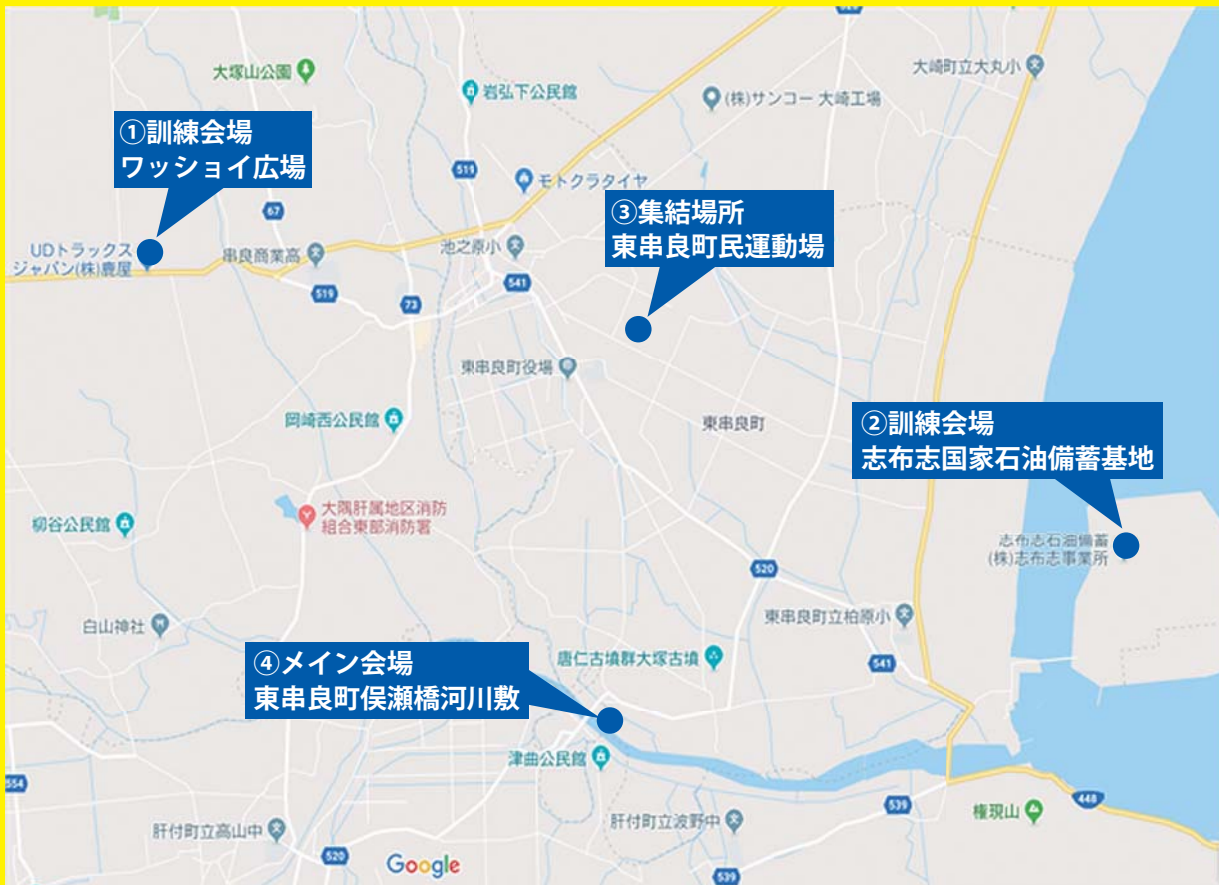 大塚山公園
岩弘下公民館
(株)サンコー 大崎工場
大崎町立大丸小
①訓練会場
ワッショイ広場
519
モトクラタイヤ
67
③集結場所
東串良町民運動場
UDトラックス
ジャパン(株)鹿屋
串良商業高
池之原小
519
541
73
東串良町役場
岡崎西公民館
東串良町
②訓練会場
志布志国家石油備蓄基地
大隅肝属地区消防
組合東部消防署
柳谷公民館
志布志石油備蓄
(株)志布志事業所
520
白山神社
東串良町立柏原小
④メイン会場
東串良町俣瀬橋河川敷
唐仁古墳群大塚古墳
541
津曲公民館
554
539
448
権現山
肝付町立高山中
肝付町立波野中
520
Google
539